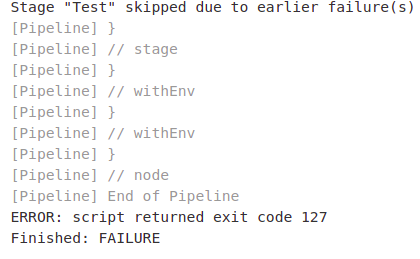 Stage "Test" skipped due to earlier failure(s)
[Pipeline] }
[Pipeline] // stage
[Pipeline] }
[Pipeline] // withEnv
[Pipeline] }
[Pipeline] // withEnv
[Pipeline] }
[Pipeline] // node
[Pipeline] End of Pipeline
ERROR: script returned exit code 127
Finished: FAILURE